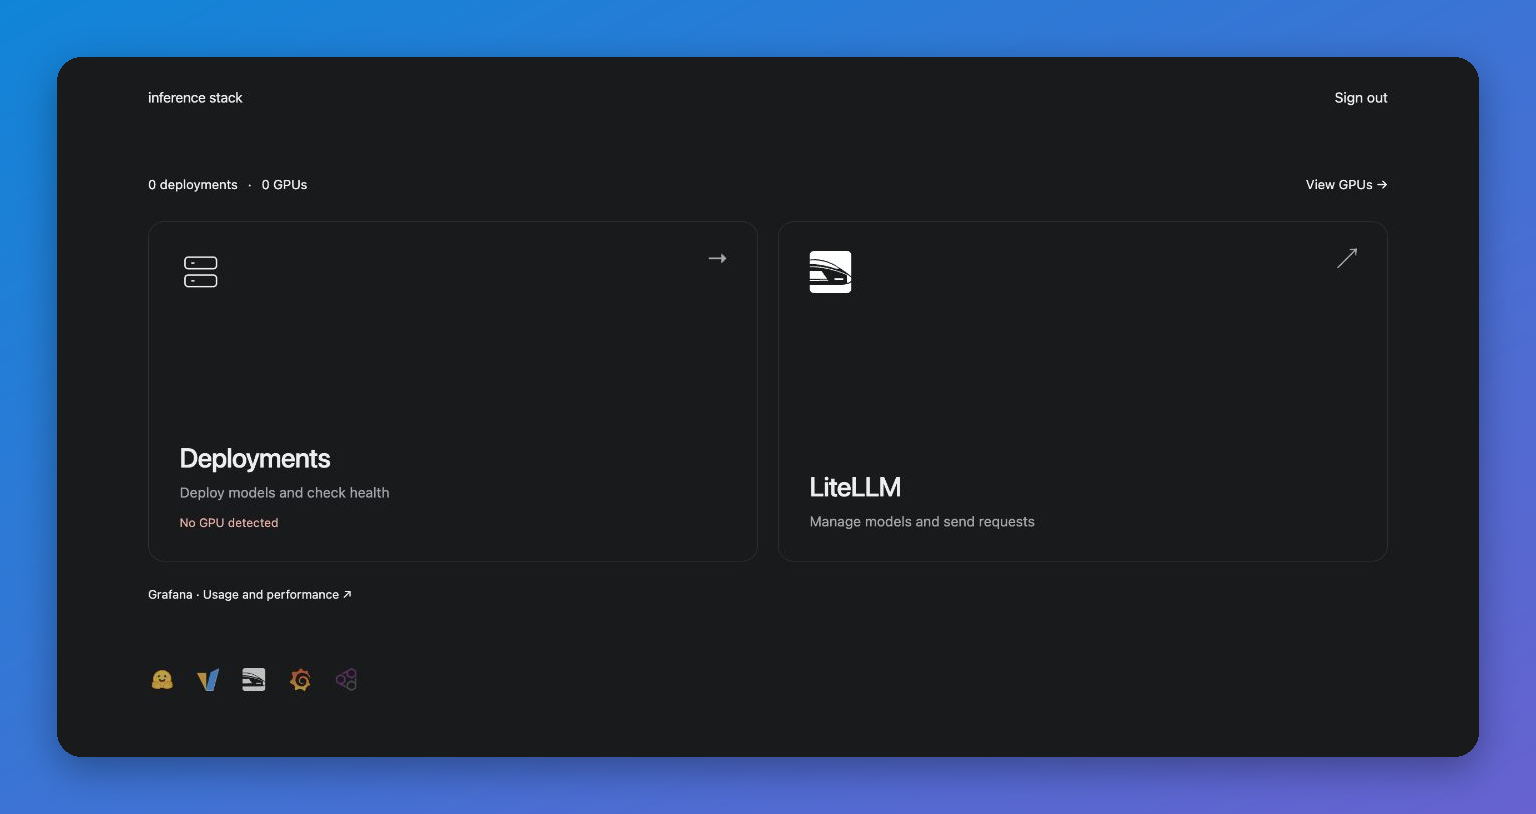 inference stack
Sign out
0 deployments · 0 GPUs
View GPUs →
Deployments
Deploy models and check health
No GPU detected
LiteLLM
Manage models and send requests
Grafana · Usage and performance ↗